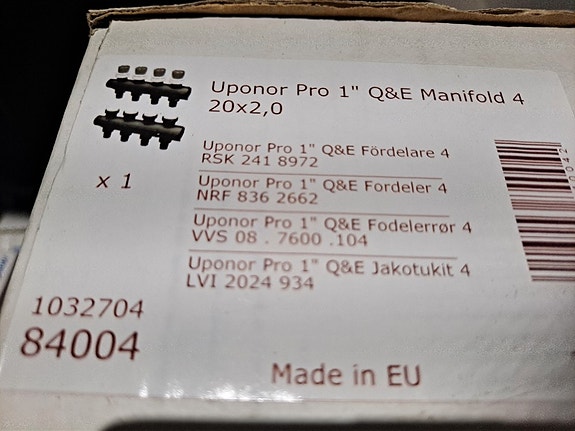 Uponor Pro 1" Q&E Manifold 4
20x2,0
Uponor Pro 1" Q&E Fördelare 4
RSK 241 8972
Uponor Pro 1" Q&E Fordeler 4
NRF 836 2662
Uponor Pro 1" Q&E Fodelerrør 4
VVS 08 . 7600 .104
Uponor Pro 1" Q&E Jakotukit 4
LVI 2024 934
x 1
1032704
84004
Made in EU